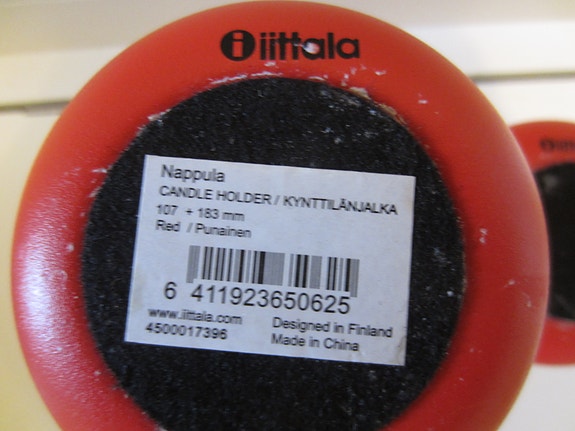 iittala
Nappula
CANDLE HOLDER / KYNTTILÄNJALKA
107 + 183 mm
Red / Punainen
6 411923650625
www.iittala.com
Designed in Finland
4500017396
Made in China